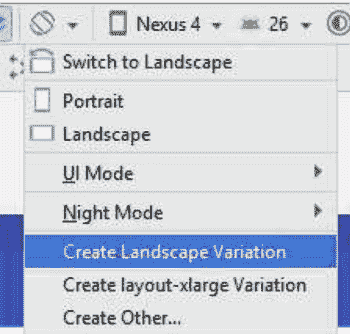 Nexus 4 26
Switch to Landscape
Portrait
Landscape
UI Mode
Night Mode
Create Landscape Variation
Create layout-xlarge Variation
Create Other...